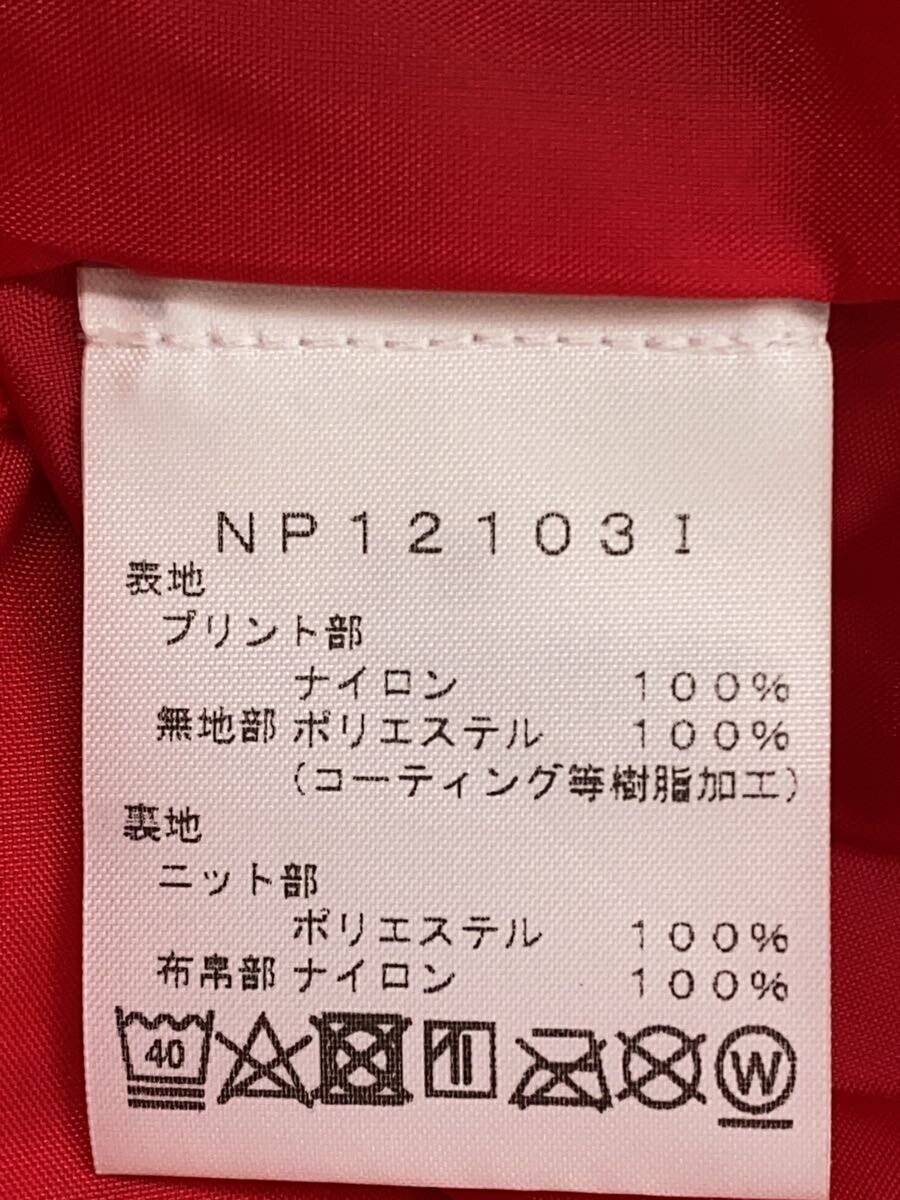 NP12103I
表地
プリント部
ナイロン 100%
無地部 ポリエステル 100%
(コーティング等樹脂加工)
裏地
ニット部
ポリエステル 100%
布帛部 ナイロン 100%
40 W